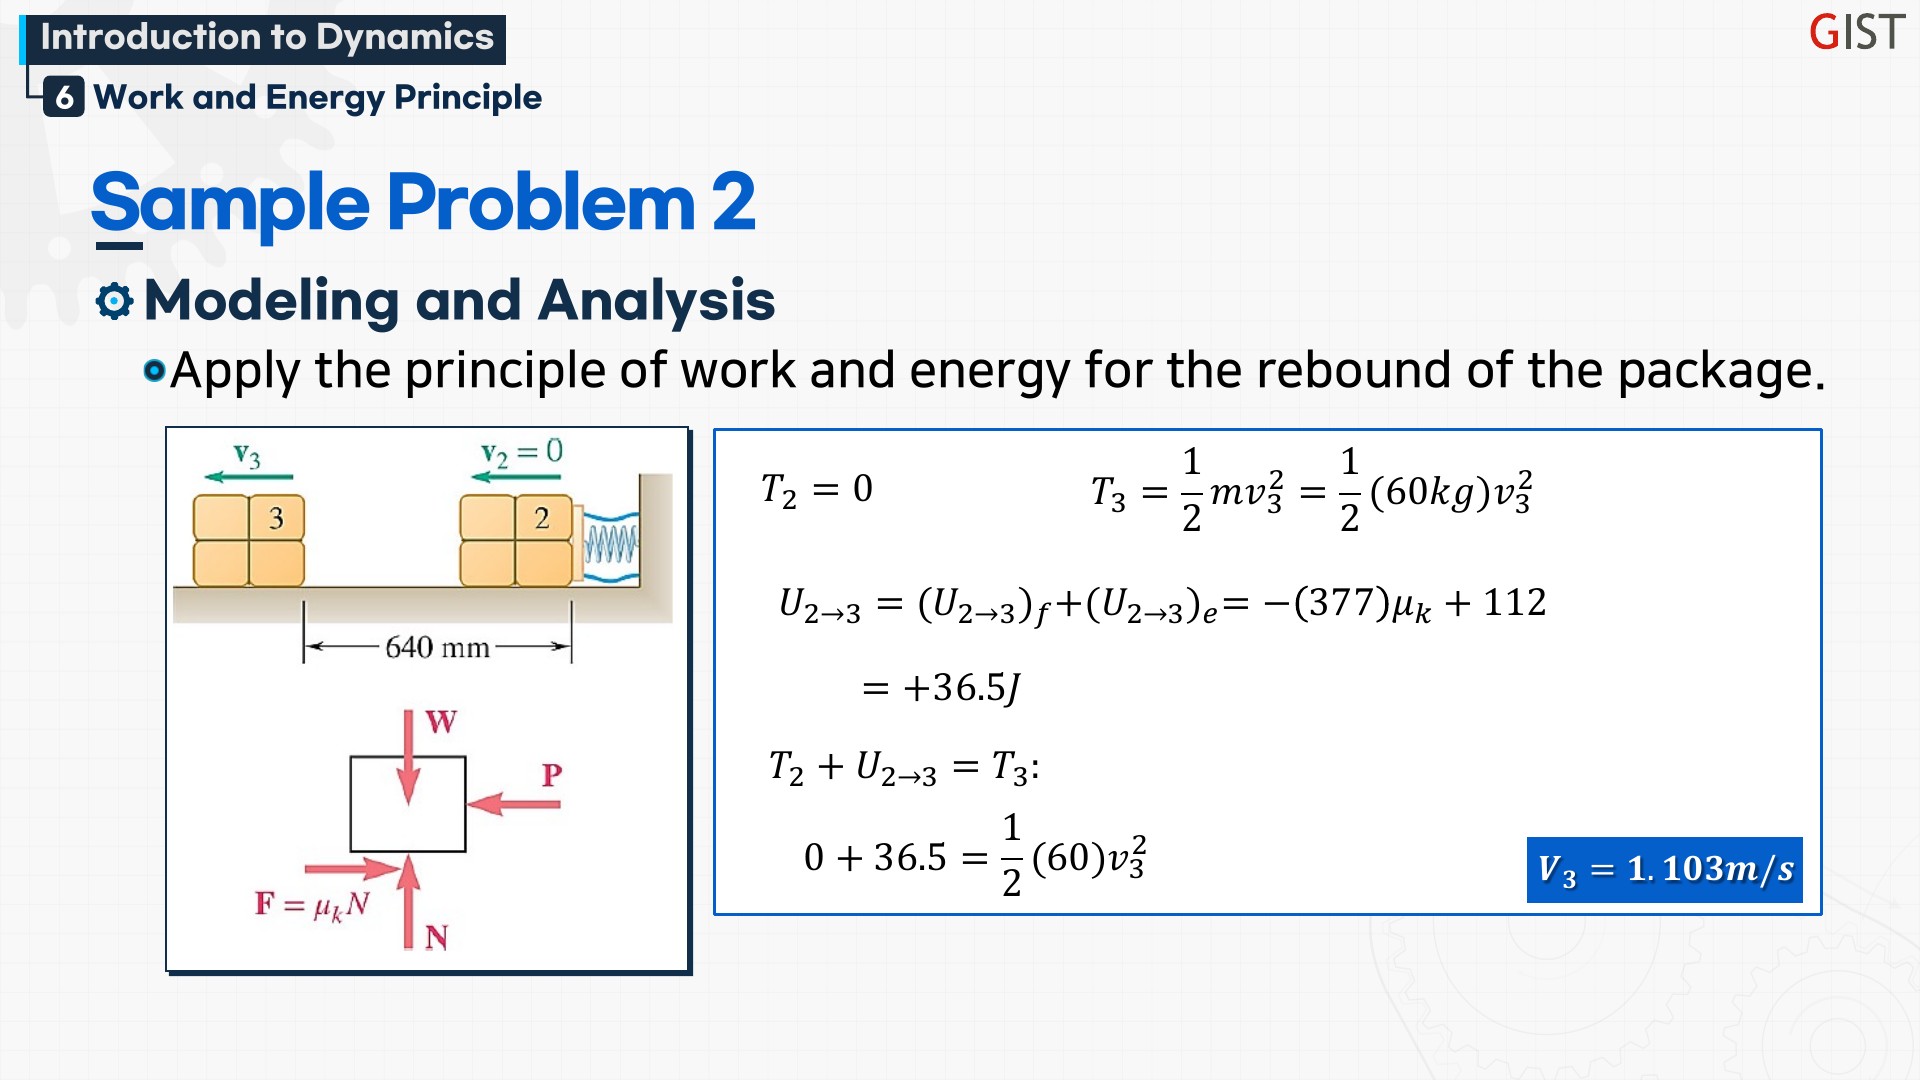 Introduction to Dynamics
GIST
6 Work and Energy Principle
Sample Problem 2
Modeling and Analysis
Apply the principle of work and energy for the rebound of the package.
v₃
v₂ = 0
3
2
640 mm
W
P
F = μₖN
N
T₂ = 0
T₃ = 1/2 mv₃² = 1/2 (60kg)v₃²
U₂→₃ = (U₂→₃)_f+(U₂→₃)ₑ= −(377)μₖ + 112
= +36.5J
T₂ + U₂→₃ = T₃:
0 + 36.5 = 1/2 (60)v₃²
V₃ = 1.103m/s